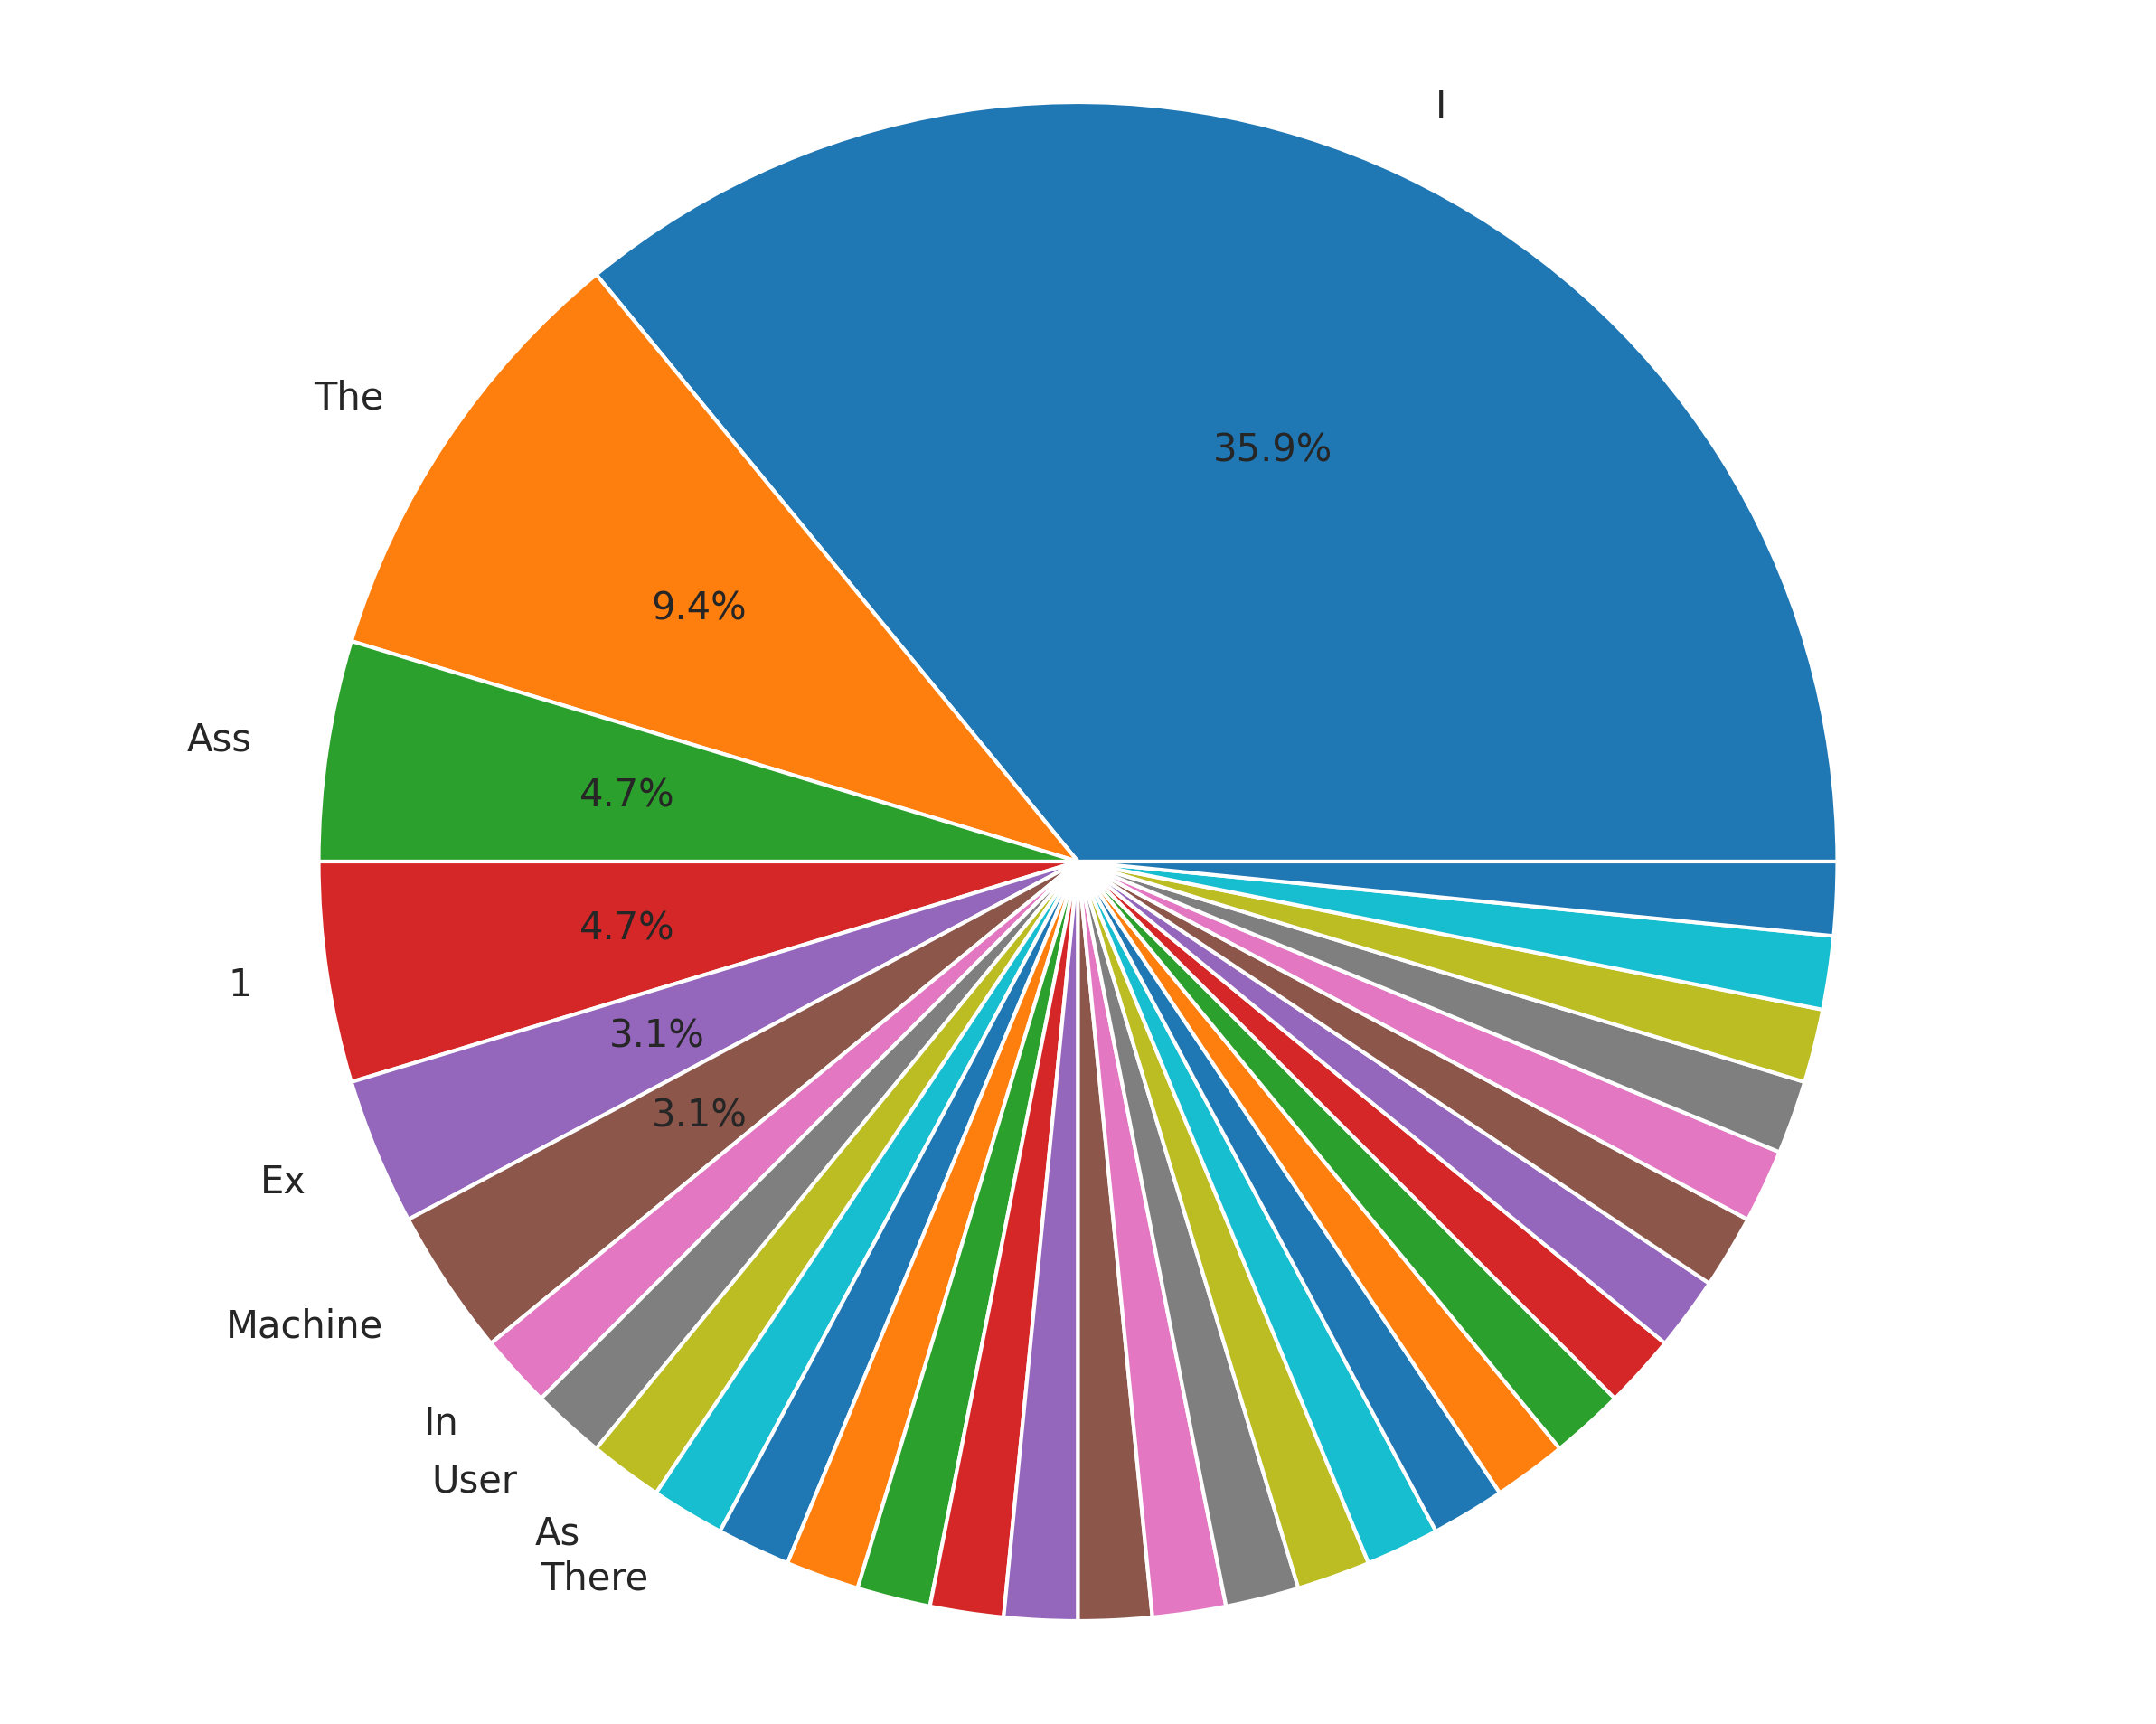 I
35.9%
The
9.4%
Ass
4.7%
4.7%
1
3.1%
3.1%
Ex
Machine
In
User
As
There